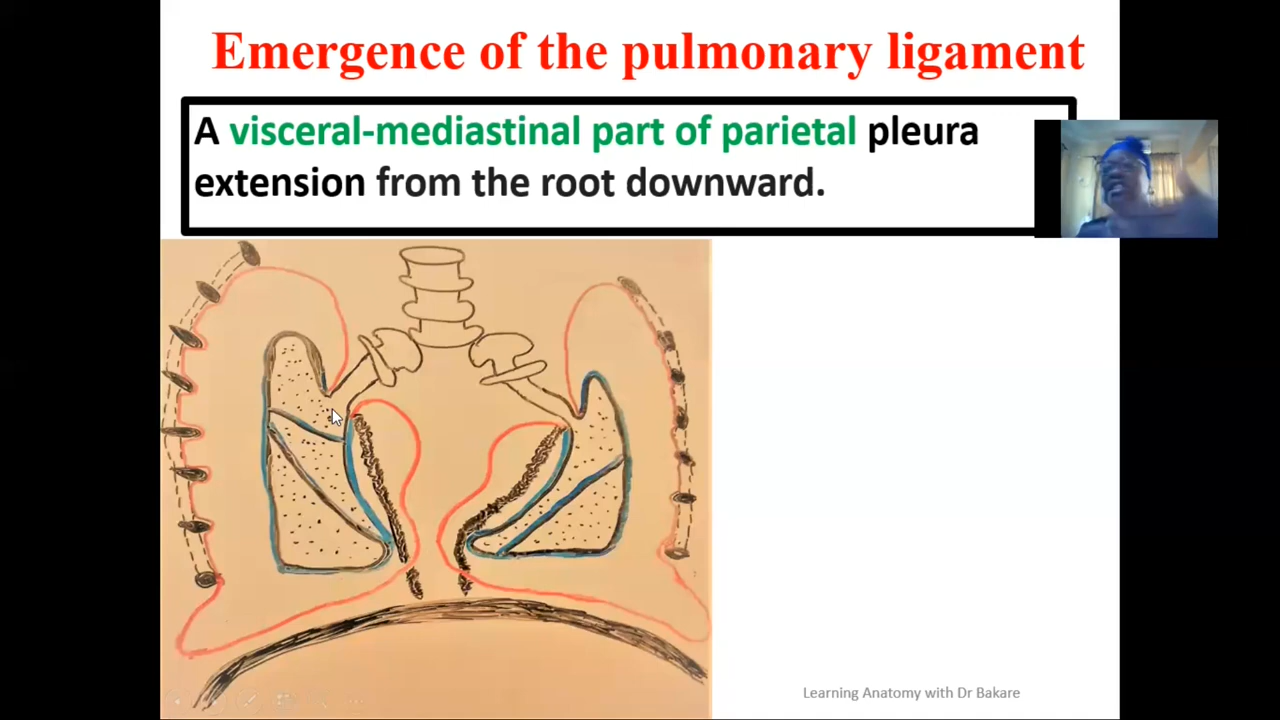 Emergence of the pulmonary ligament
A visceral-mediastinal part of parietal pleura
extension from the root downward.
Learning Anatomy with Dr Bakare